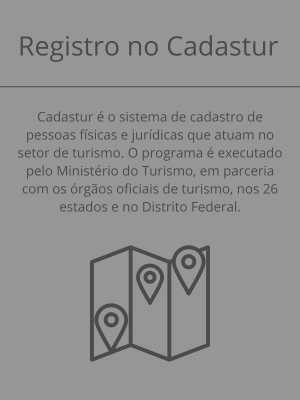 Registro no Cadastur
Cadastur é o sistema de cadastro de
pessoas físicas e jurídicas que atuam no
setor de turismo. O programa é executado
pelo Ministério do Turismo, em parceria
com os órgãos oficiais de turismo, nos 26
estados e no Distrito Federal.